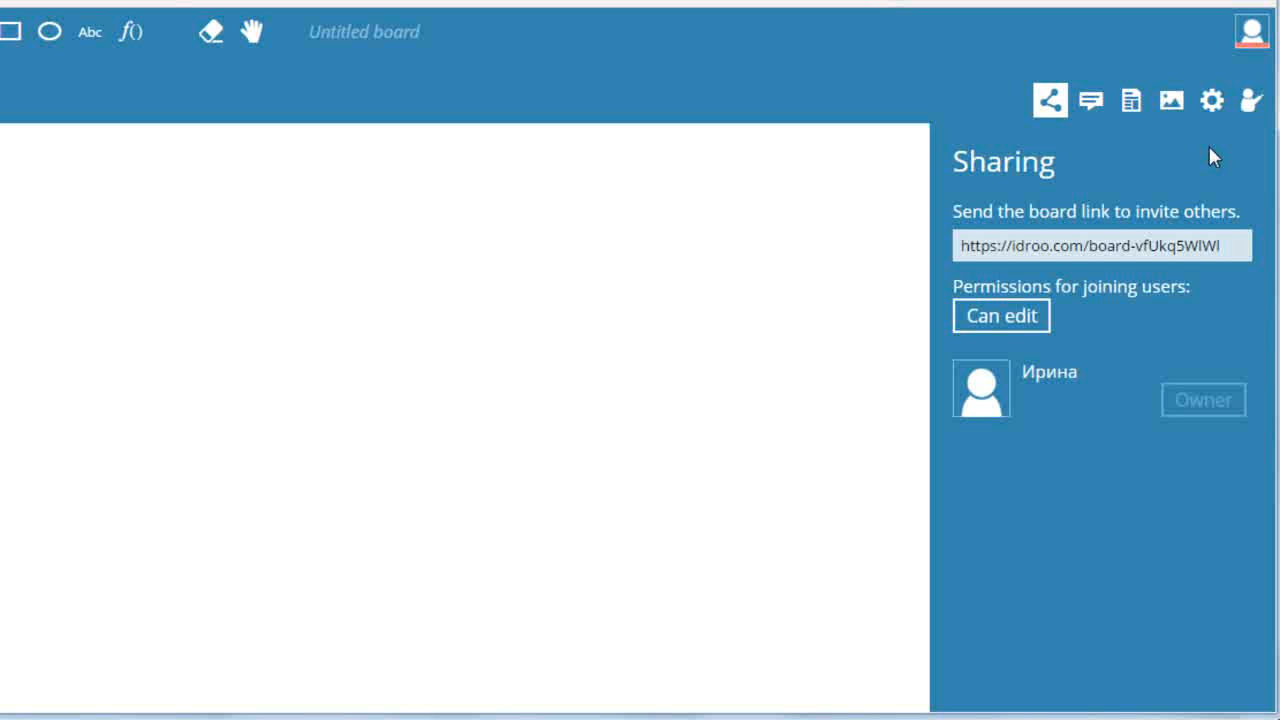 Abc f() Untitled board
Sharing
Send the board link to invite others.
https://idroo.com/board-vfUkq5WlWl
Permissions for joining users:
Can edit
Ирина
Owner